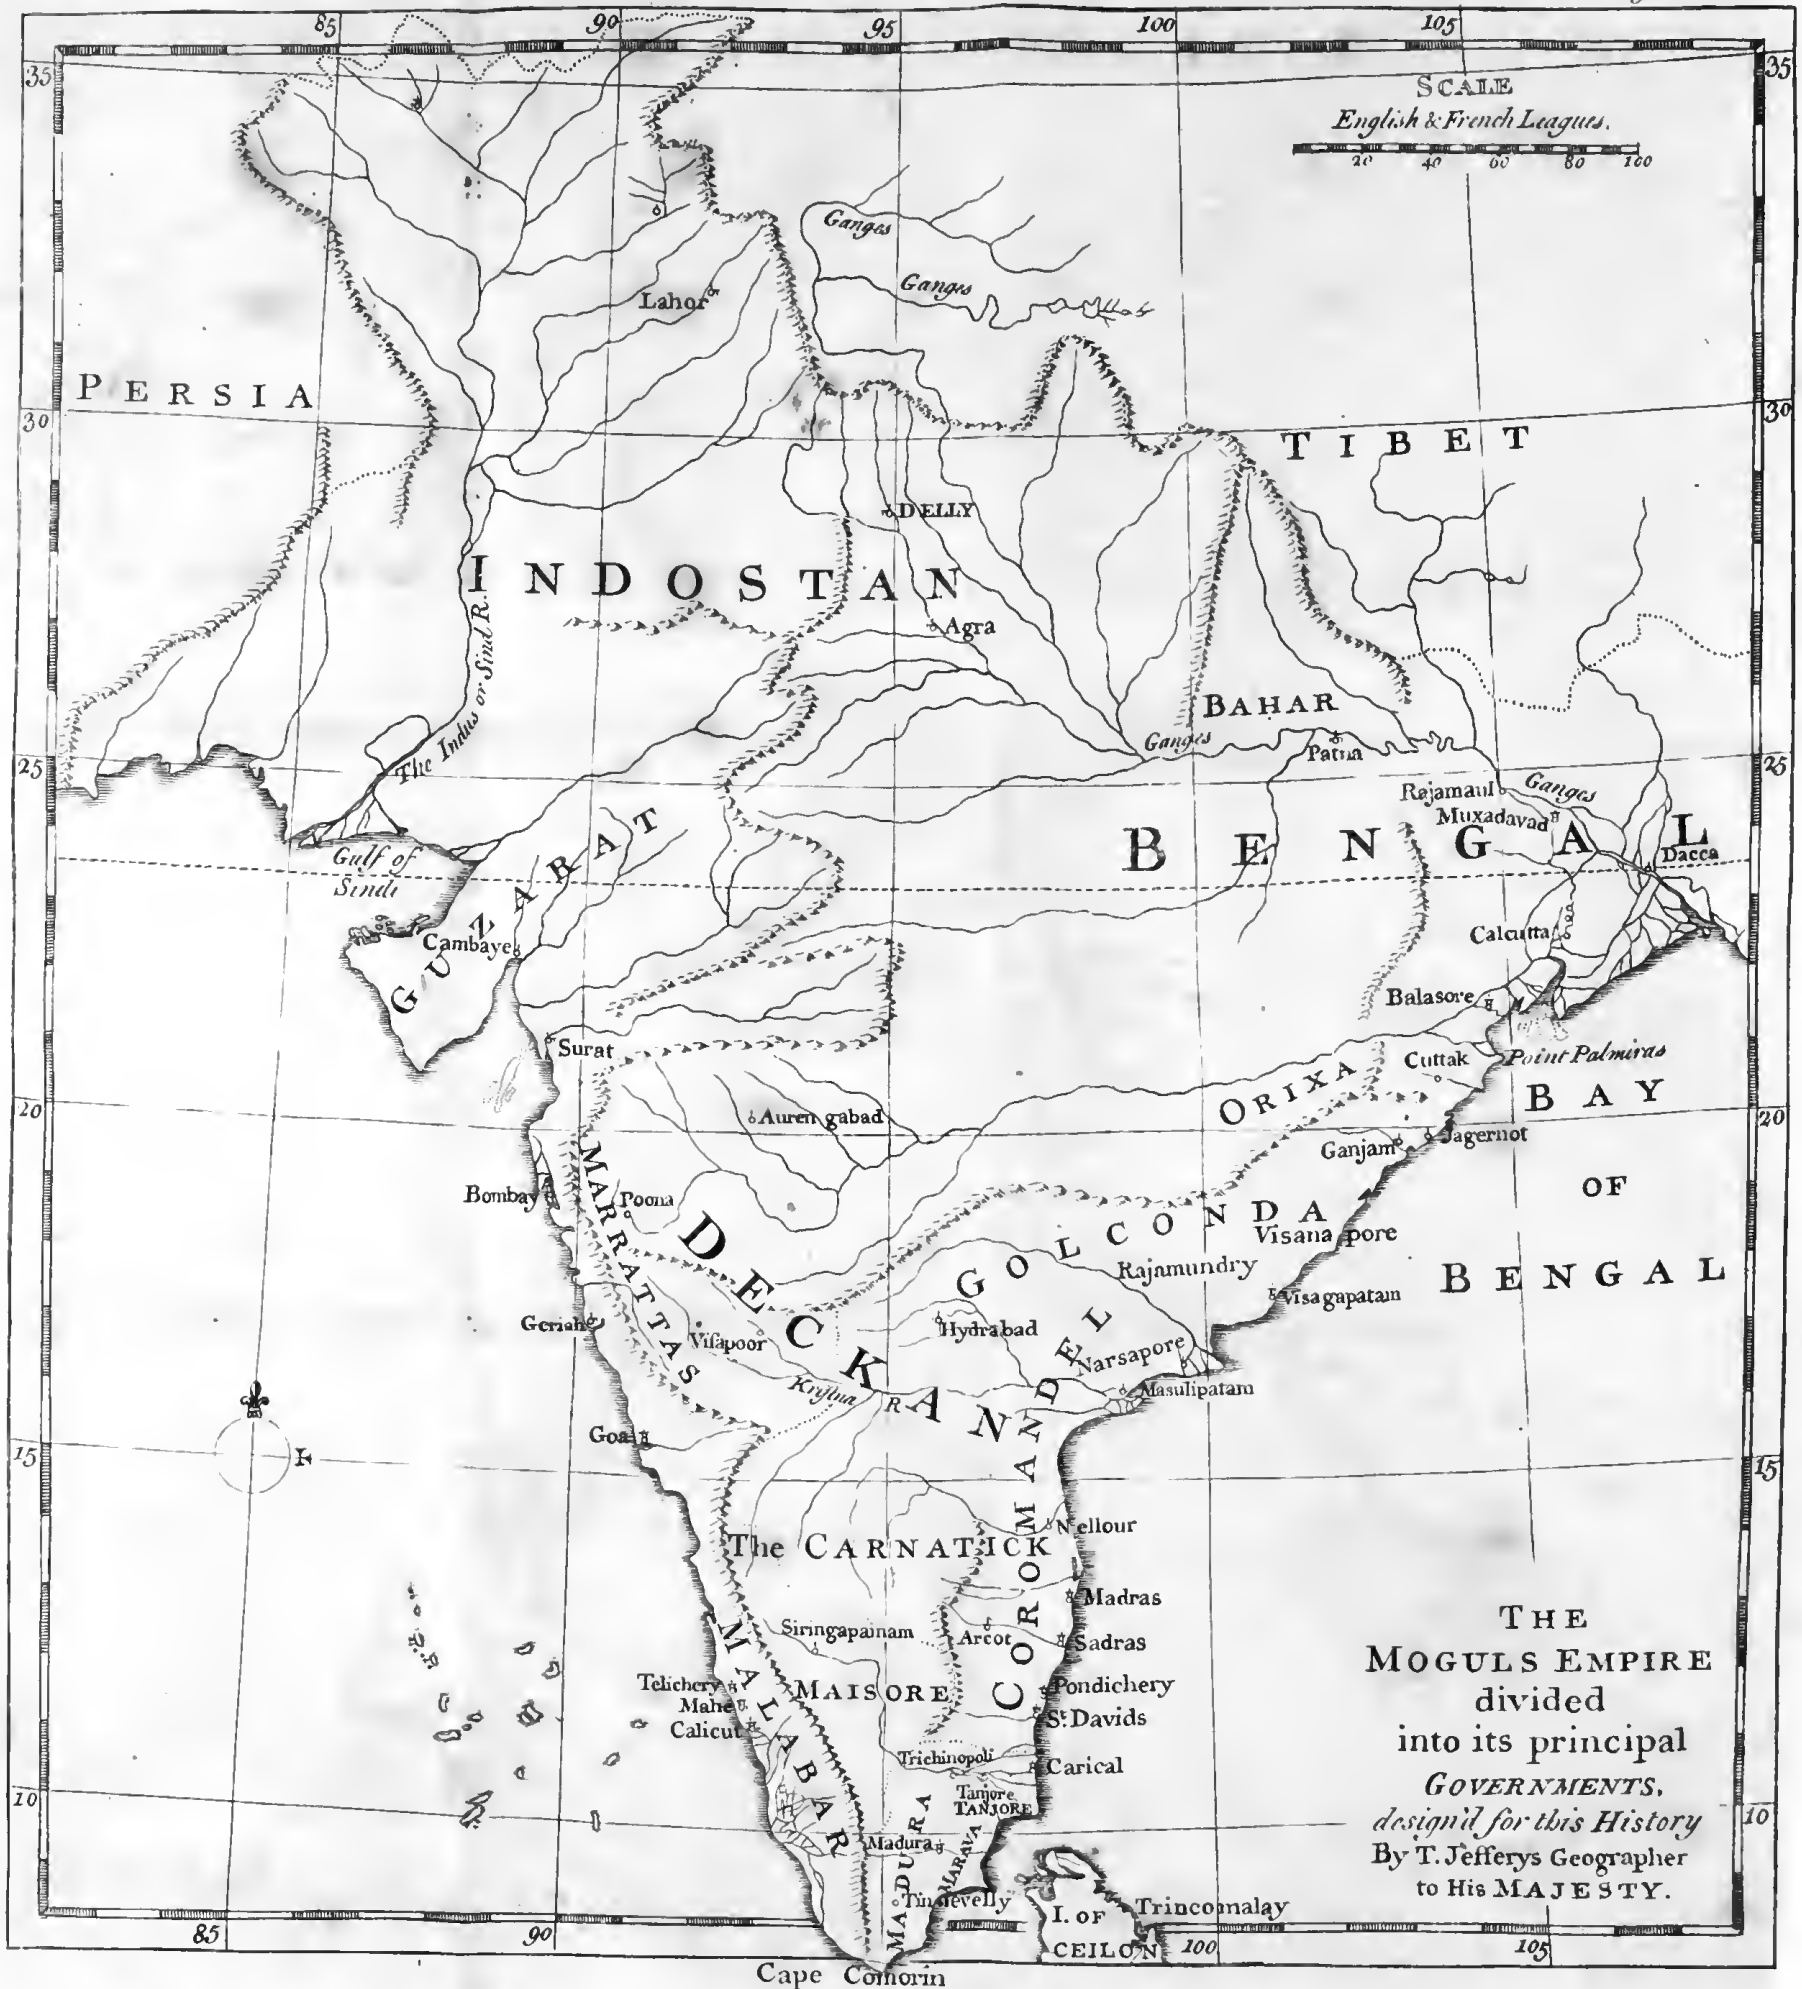 85 90 95 100 105
35 35
SCALE
English & French Leagues.
20 40 60 80 100
Ganges
Ganges
Lahor
PERSIA
30 30
TIBET
DELLY
INDOSTAN
Agra
The Indus or Sind R.
BAHAR
Ganges
Patna
25 25
Rajamaul
Ganges
Muxadavad
GUZARAT
BENGAL
Dacca
Gulf of
Sindi
Cambaye
Calcutta
Balasore
Surat
Cuttak
Point Palmiras
ORIXA
BAY
20 20
Aurengabad
Ganjam
Jagernot
MARRATTAS
Bombay
Poona
OF
DECKAN
GOLCONDA
Visanapore
Rajamundry
BENGAL
Visagapatam
Geriah
Visapoor
Hydrabad
Narsapore
Kristna R
Masulipatam
COROMANDEL
Goa
E
15 15
Nellour
The CARNATICK
Madras
Siringapatnam
Arcot
Sadras
MALABAR
Telichery
MAISORE
Pondichery
Mahe
St. Davids
Calicut
Trichinopoli
Carical
Tanjore
TANJORE
10 10
Madura
MADURA
MARAVA
Tinnevelly
I. OF
CEILON
Trincomalay
85 90 100 105
Cape Comorin
THE
MOGULS EMPIRE
divided
into its principal
GOVERNMENTS,
design'd for this History
By T. Jefferys Geographer
to His MAJESTY.